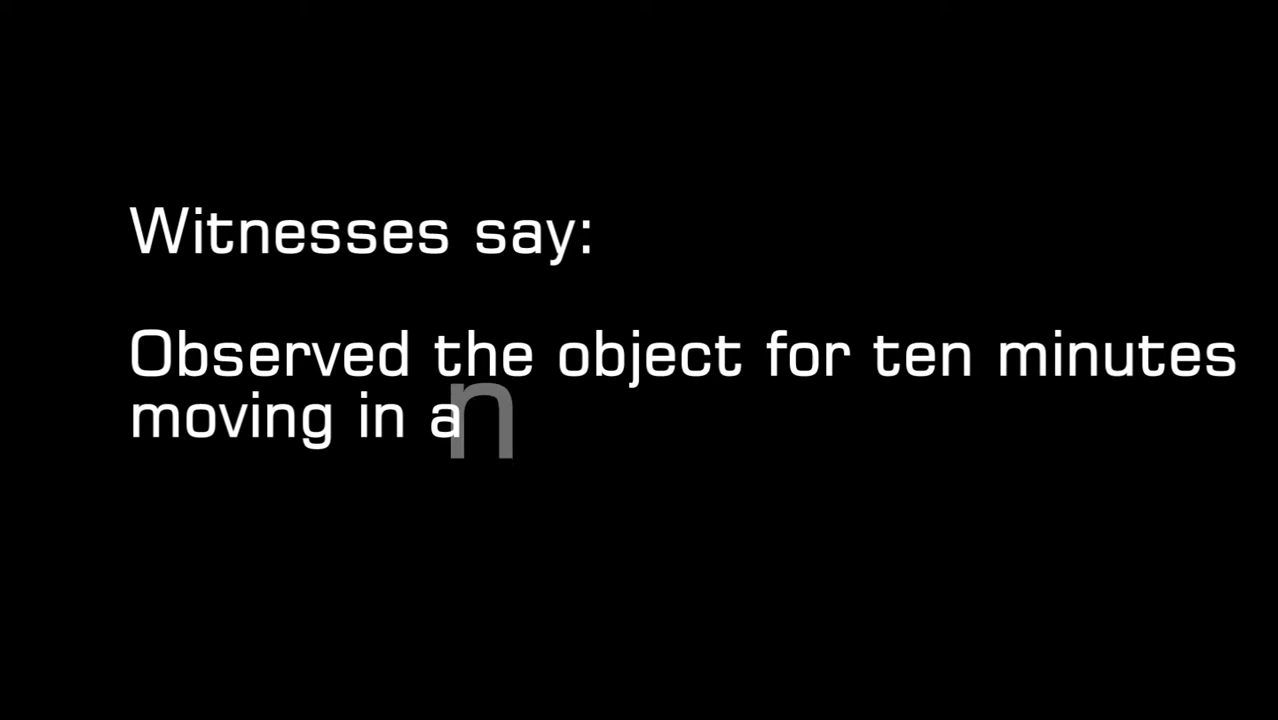 Witnesses say:
Observed the object for ten minutes
moving in an